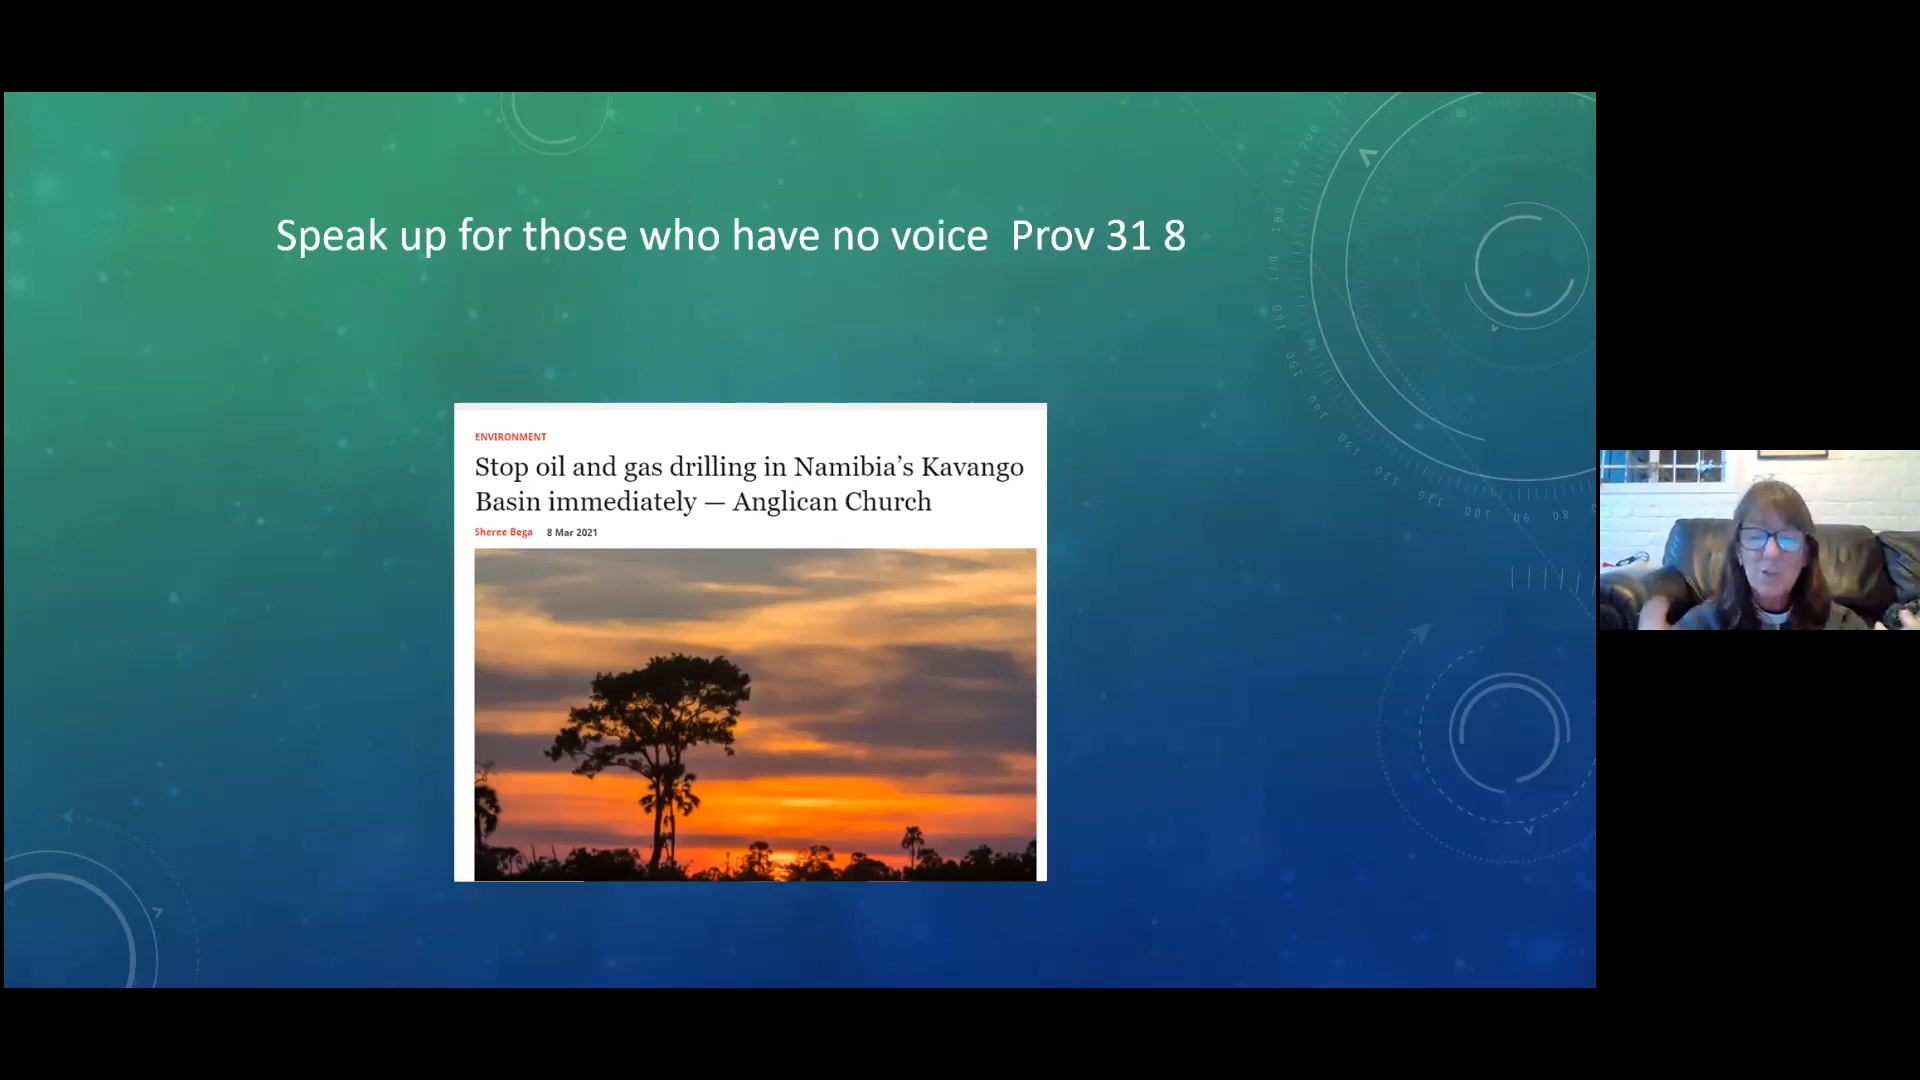 Speak up for those who have no voice  Prov 31 8
ENVIRONMENT
Stop oil and gas drilling in Namibia’s Kavango
Basin immediately — Anglican Church
Sheree Bega 8 Mar 2021